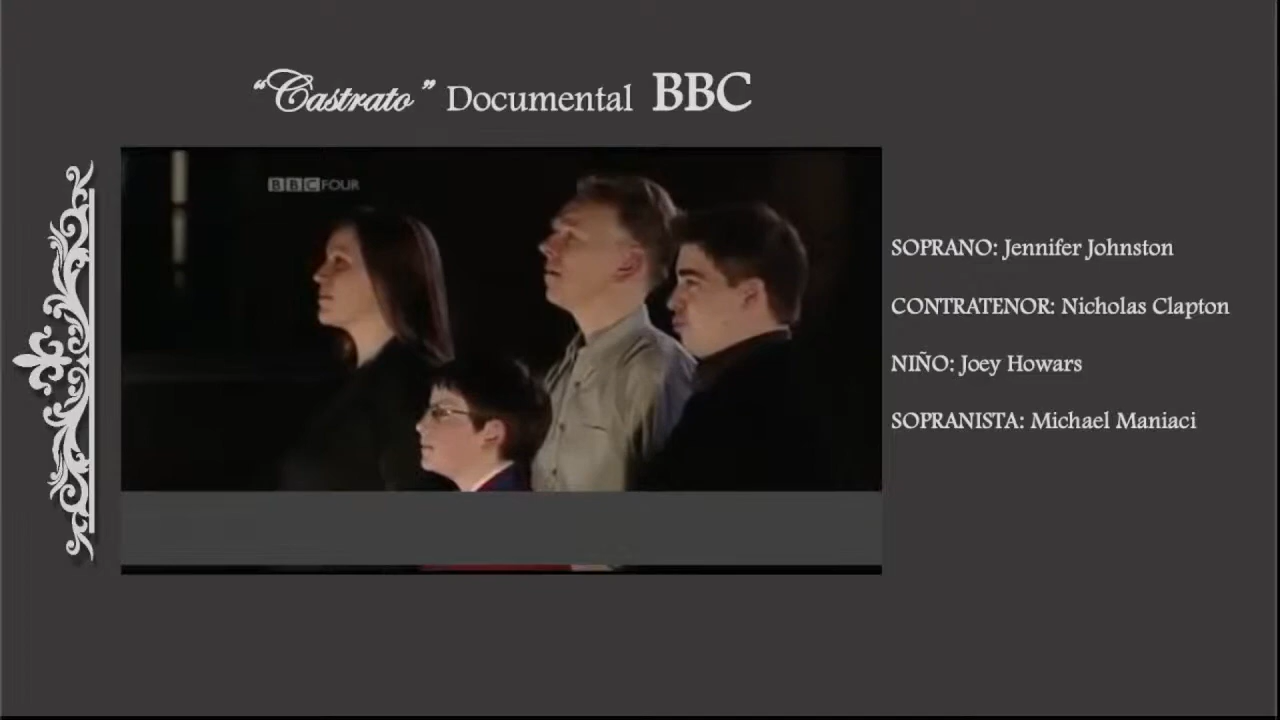 “Castrato” Documental BBC
BBC FOUR
SOPRANO: Jennifer Johnston
CONTRATENOR: Nicholas Clapton
NIÑO: Joey Howars
SOPRANISTA: Michael Maniaci